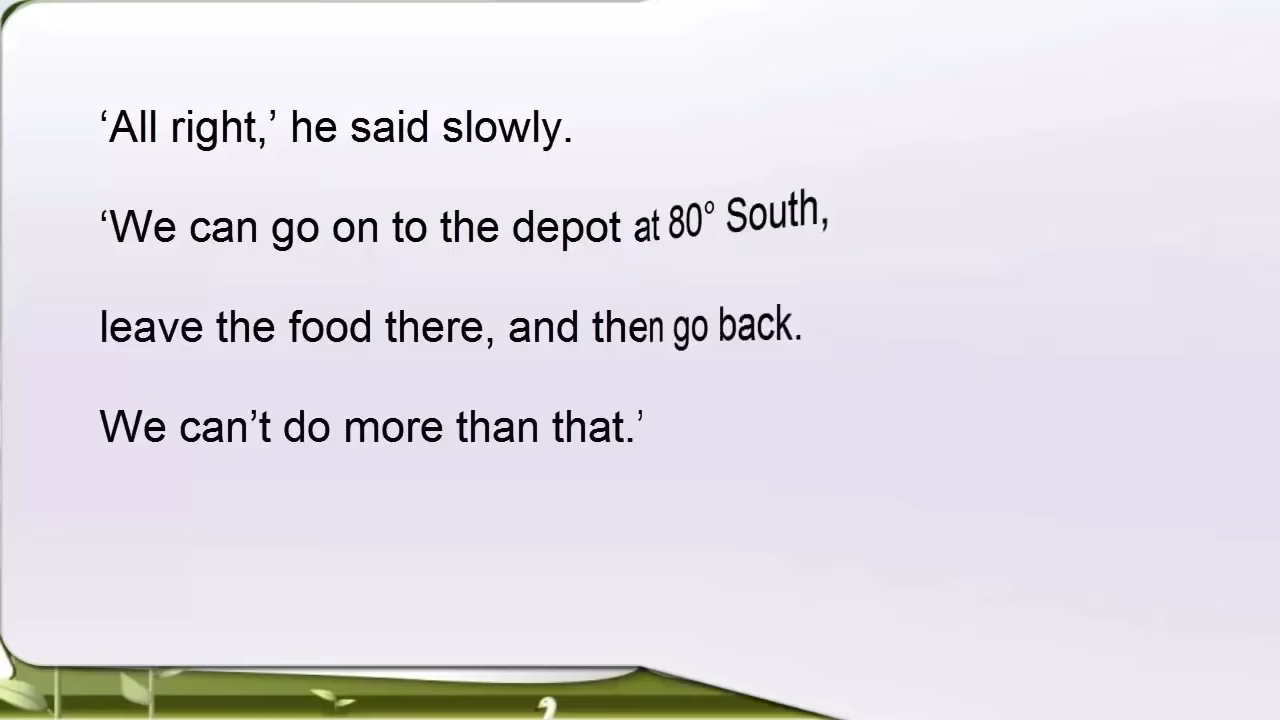 ‘All right,’ he said slowly.
‘We can go on to the depot at 80° South,
leave the food there, and then go back.
We can’t do more than that.’